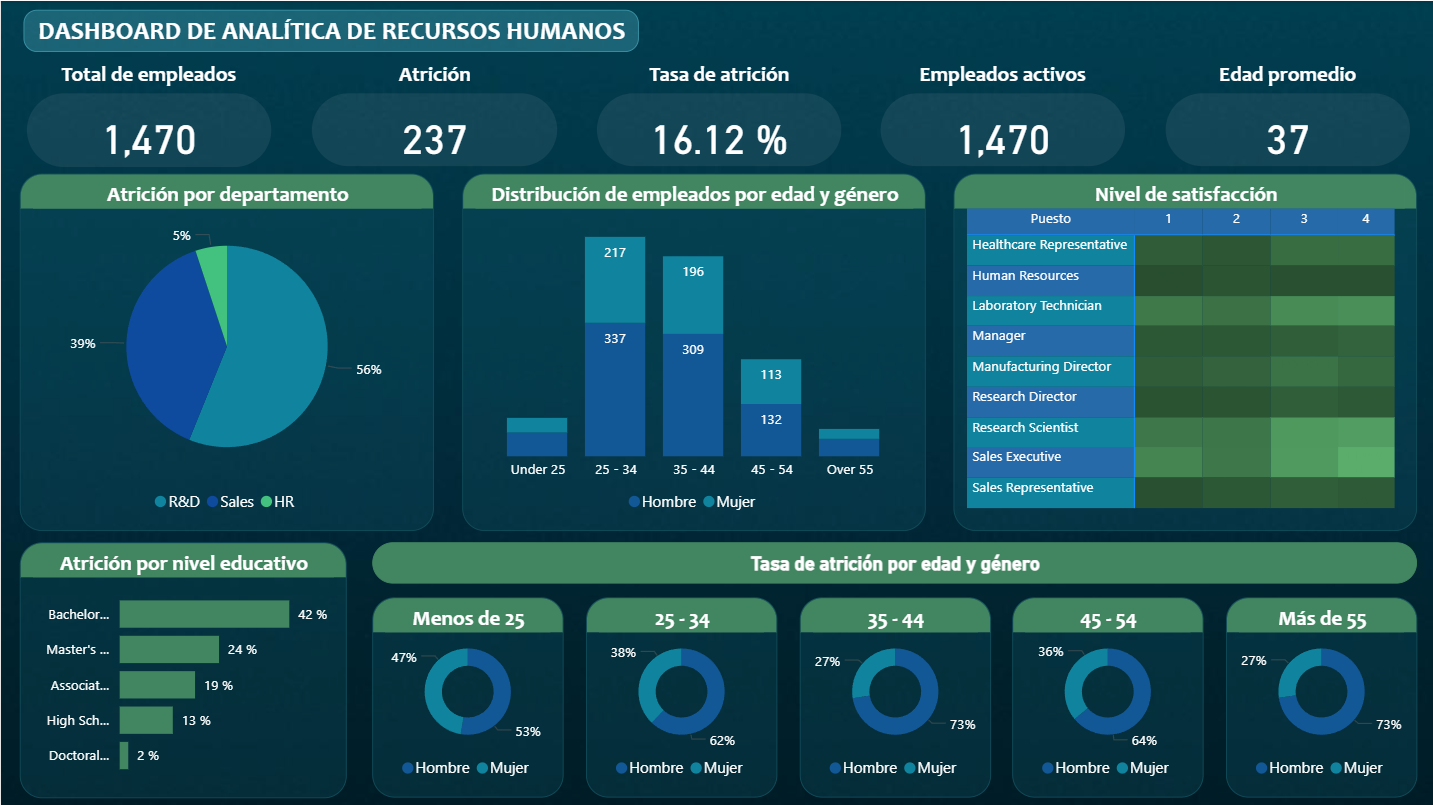 DASHBOARD DE ANALÍTICA DE RECURSOS HUMANOS
Total de empleados
1,470
Atrición
237
Tasa de atrición
16.12 %
Empleados activos
1,470
Edad promedio
37
Atrición por departamento
5%
39%
56%
R&D Sales HR
Distribución de empleados por edad y género
217 196 113
337 309 132
Under 25 25 - 34 35 - 44 45 - 54 Over 55
Hombre Mujer
Nivel de satisfacción
Puesto 1 2 3 4
Healthcare Representative
Human Resources
Laboratory Technician
Manager
Manufacturing Director
Research Director
Research Scientist
Sales Executive
Sales Representative
Atrición por nivel educativo
Bachelor... 42 %
Master's ... 24 %
Associat... 19 %
High Sch... 13 %
Doctoral... 2 %
Tasa de atrición por edad y género
Menos de 25
47%
53%
Hombre Mujer
25 - 34
38%
62%
Hombre Mujer
35 - 44
27%
73%
Hombre Mujer
45 - 54
36%
64%
Hombre Mujer
Más de 55
27%
73%
Hombre Mujer